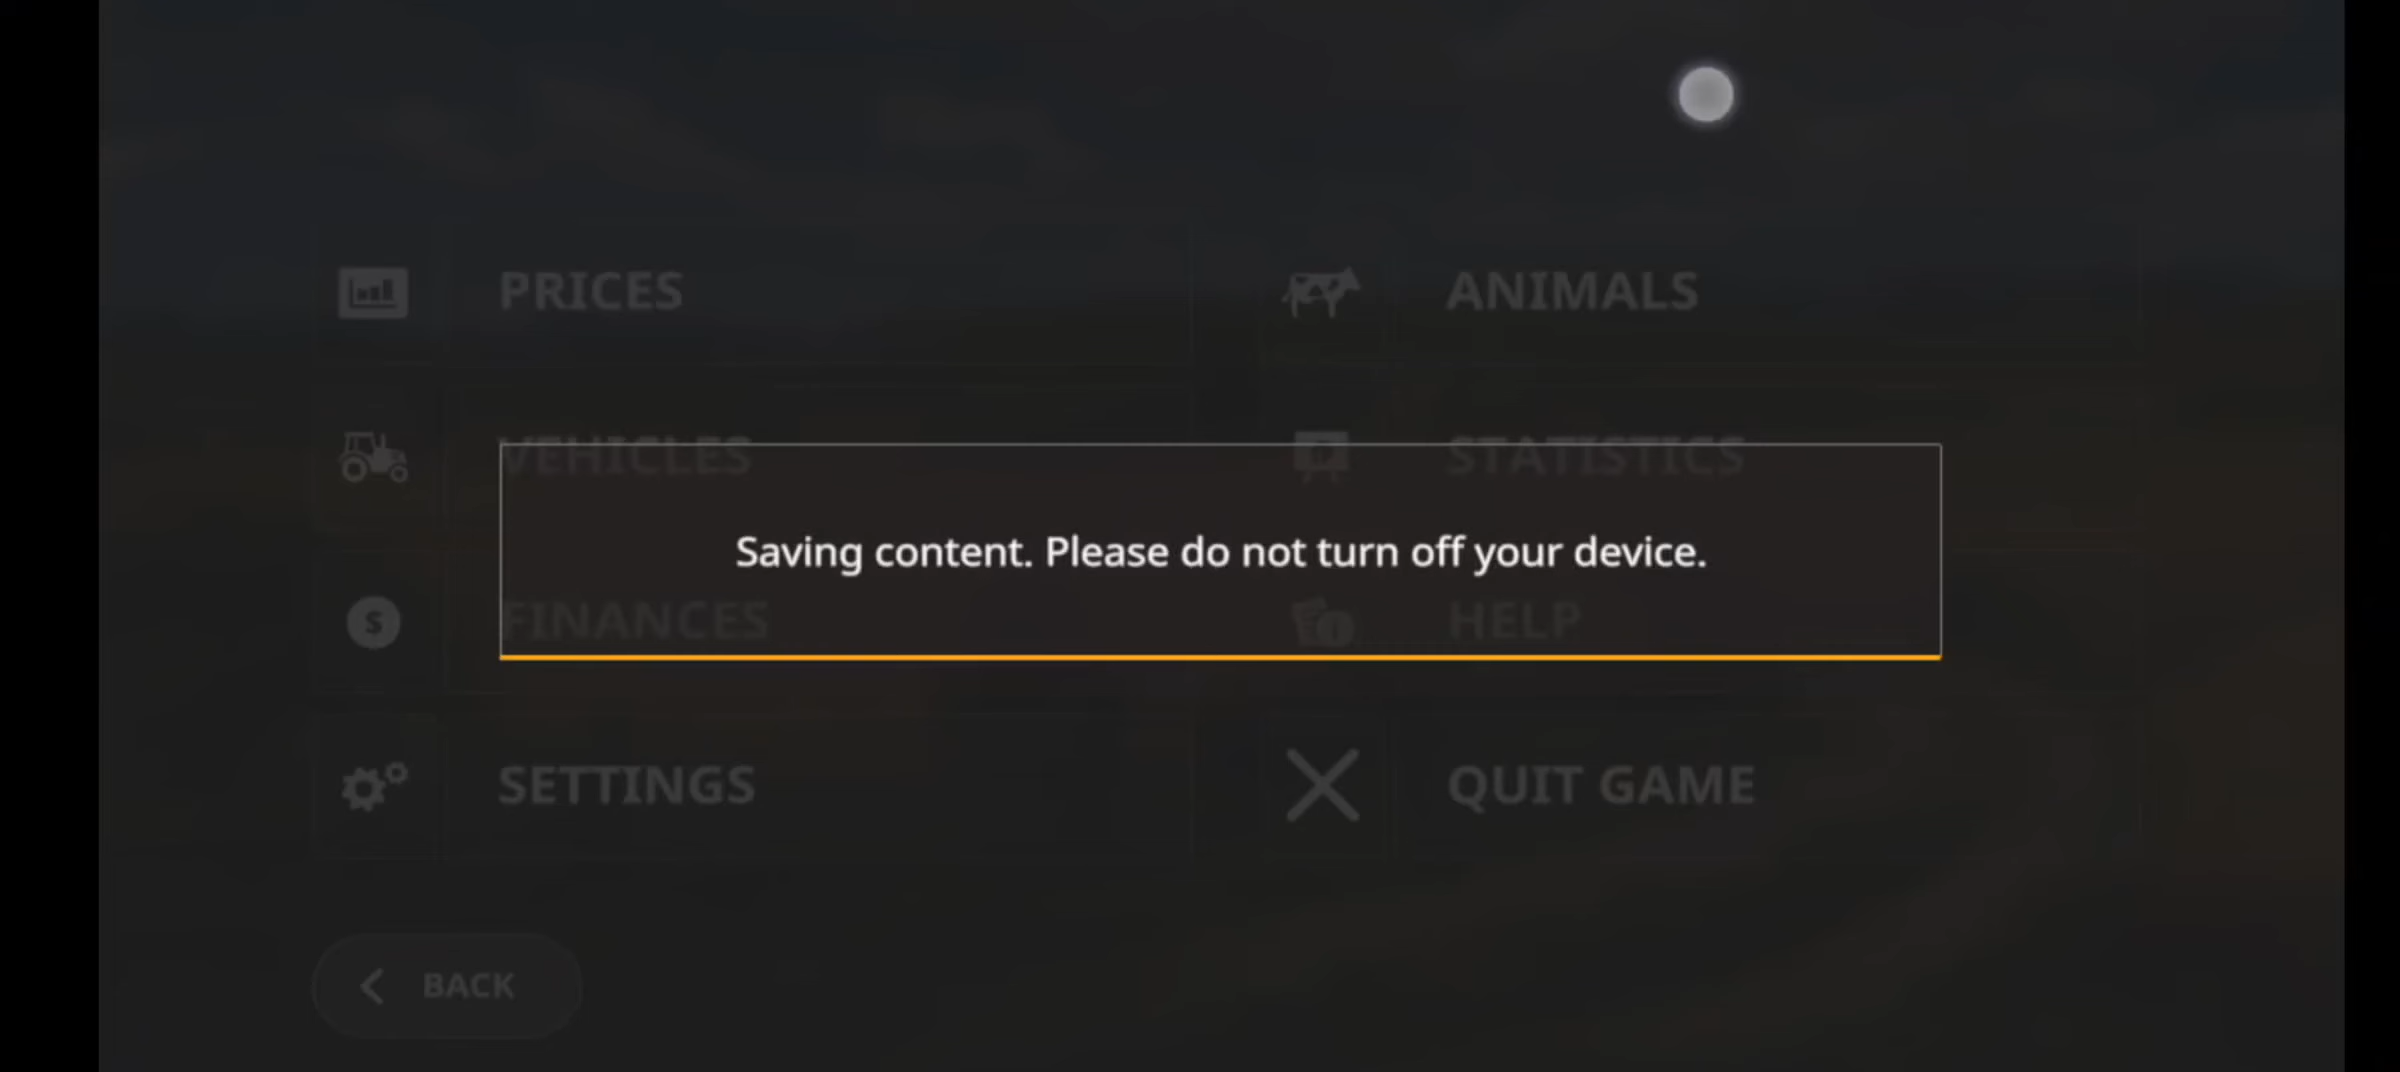 PRICES
ANIMALS
VEHICLES
STATISTICS
Saving content. Please do not turn off your device.
FINANCES
HELP
SETTINGS
QUIT GAME
BACK